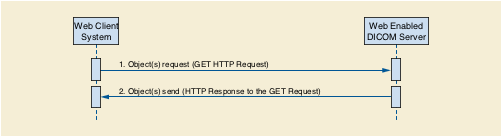 Web Client
System
Web Enabled
DICOM Server
1. Object(s) request (GET HTTP Request)
2. Object(s) send (HTTP Response to the GET Request)